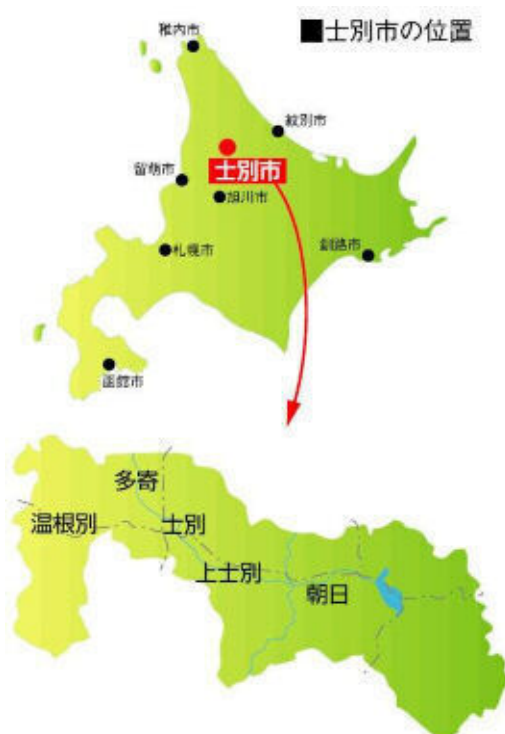 ■士別市の位置
稚内市
紋別市
士別市
留萌市
旭川市
札幌市
釧路市
函館市
多寄
温根別
士別
上士別
朝日